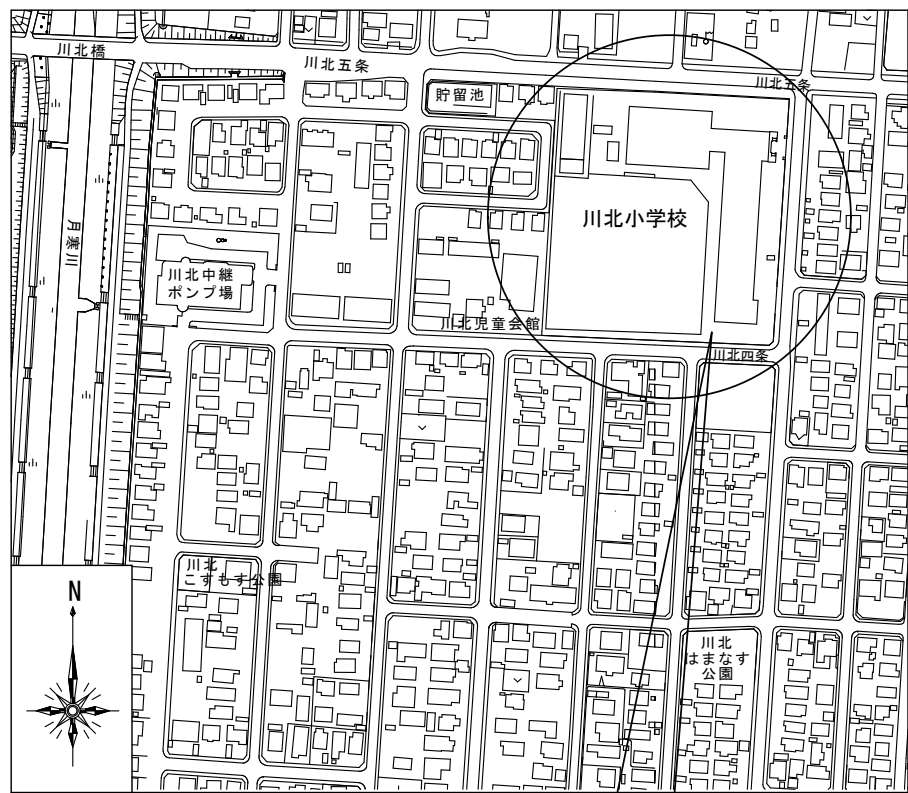 川北橋
川北五条
川北五条
貯留池
川北小学校
月寒川
川北中継
ポンプ場
川北児童会館
川北四条
川北
こすもす公園
N
川北
はまなす
公園